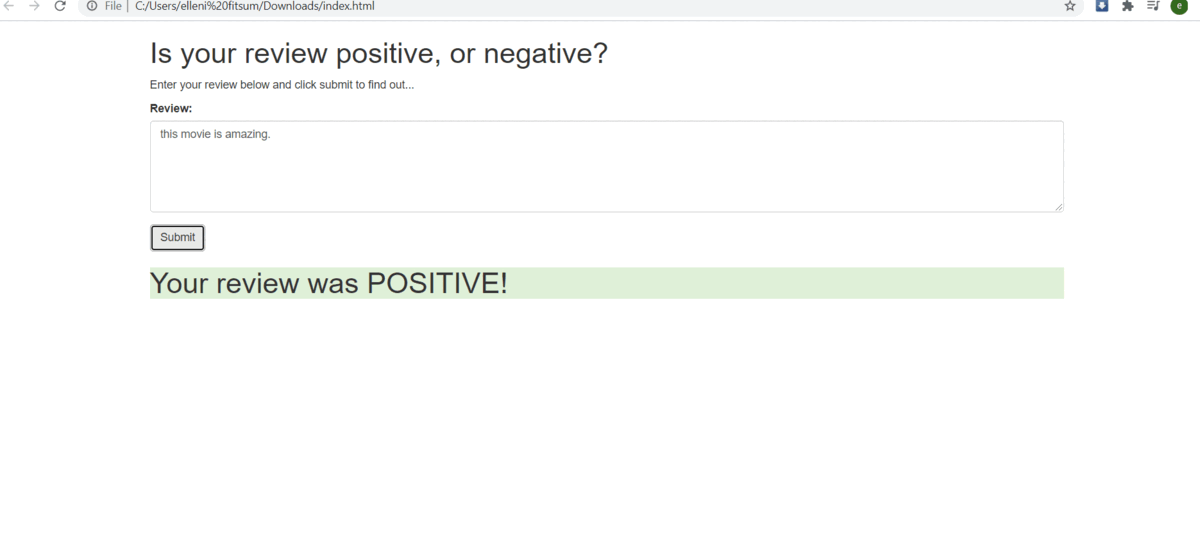 File | C:/Users/elleni%20fitsum/Downloads/index.html
e
Is your review positive, or negative?
Enter your review below and click submit to find out...
Review:
this movie is amazing.
Submit
Your review was POSITIVE!